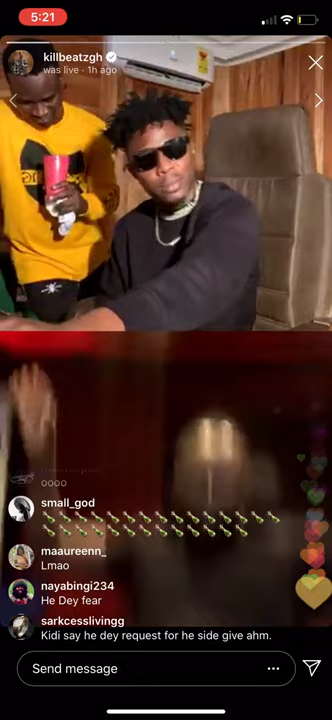 5:21
killbeatzgh
was live · 1h ago
oooo
small_god
maaureenn_
Lmao
nayabingi234
He Dey fear
sarkcesslivingg
Kidi say he dey request for he side give ahm.
Send message